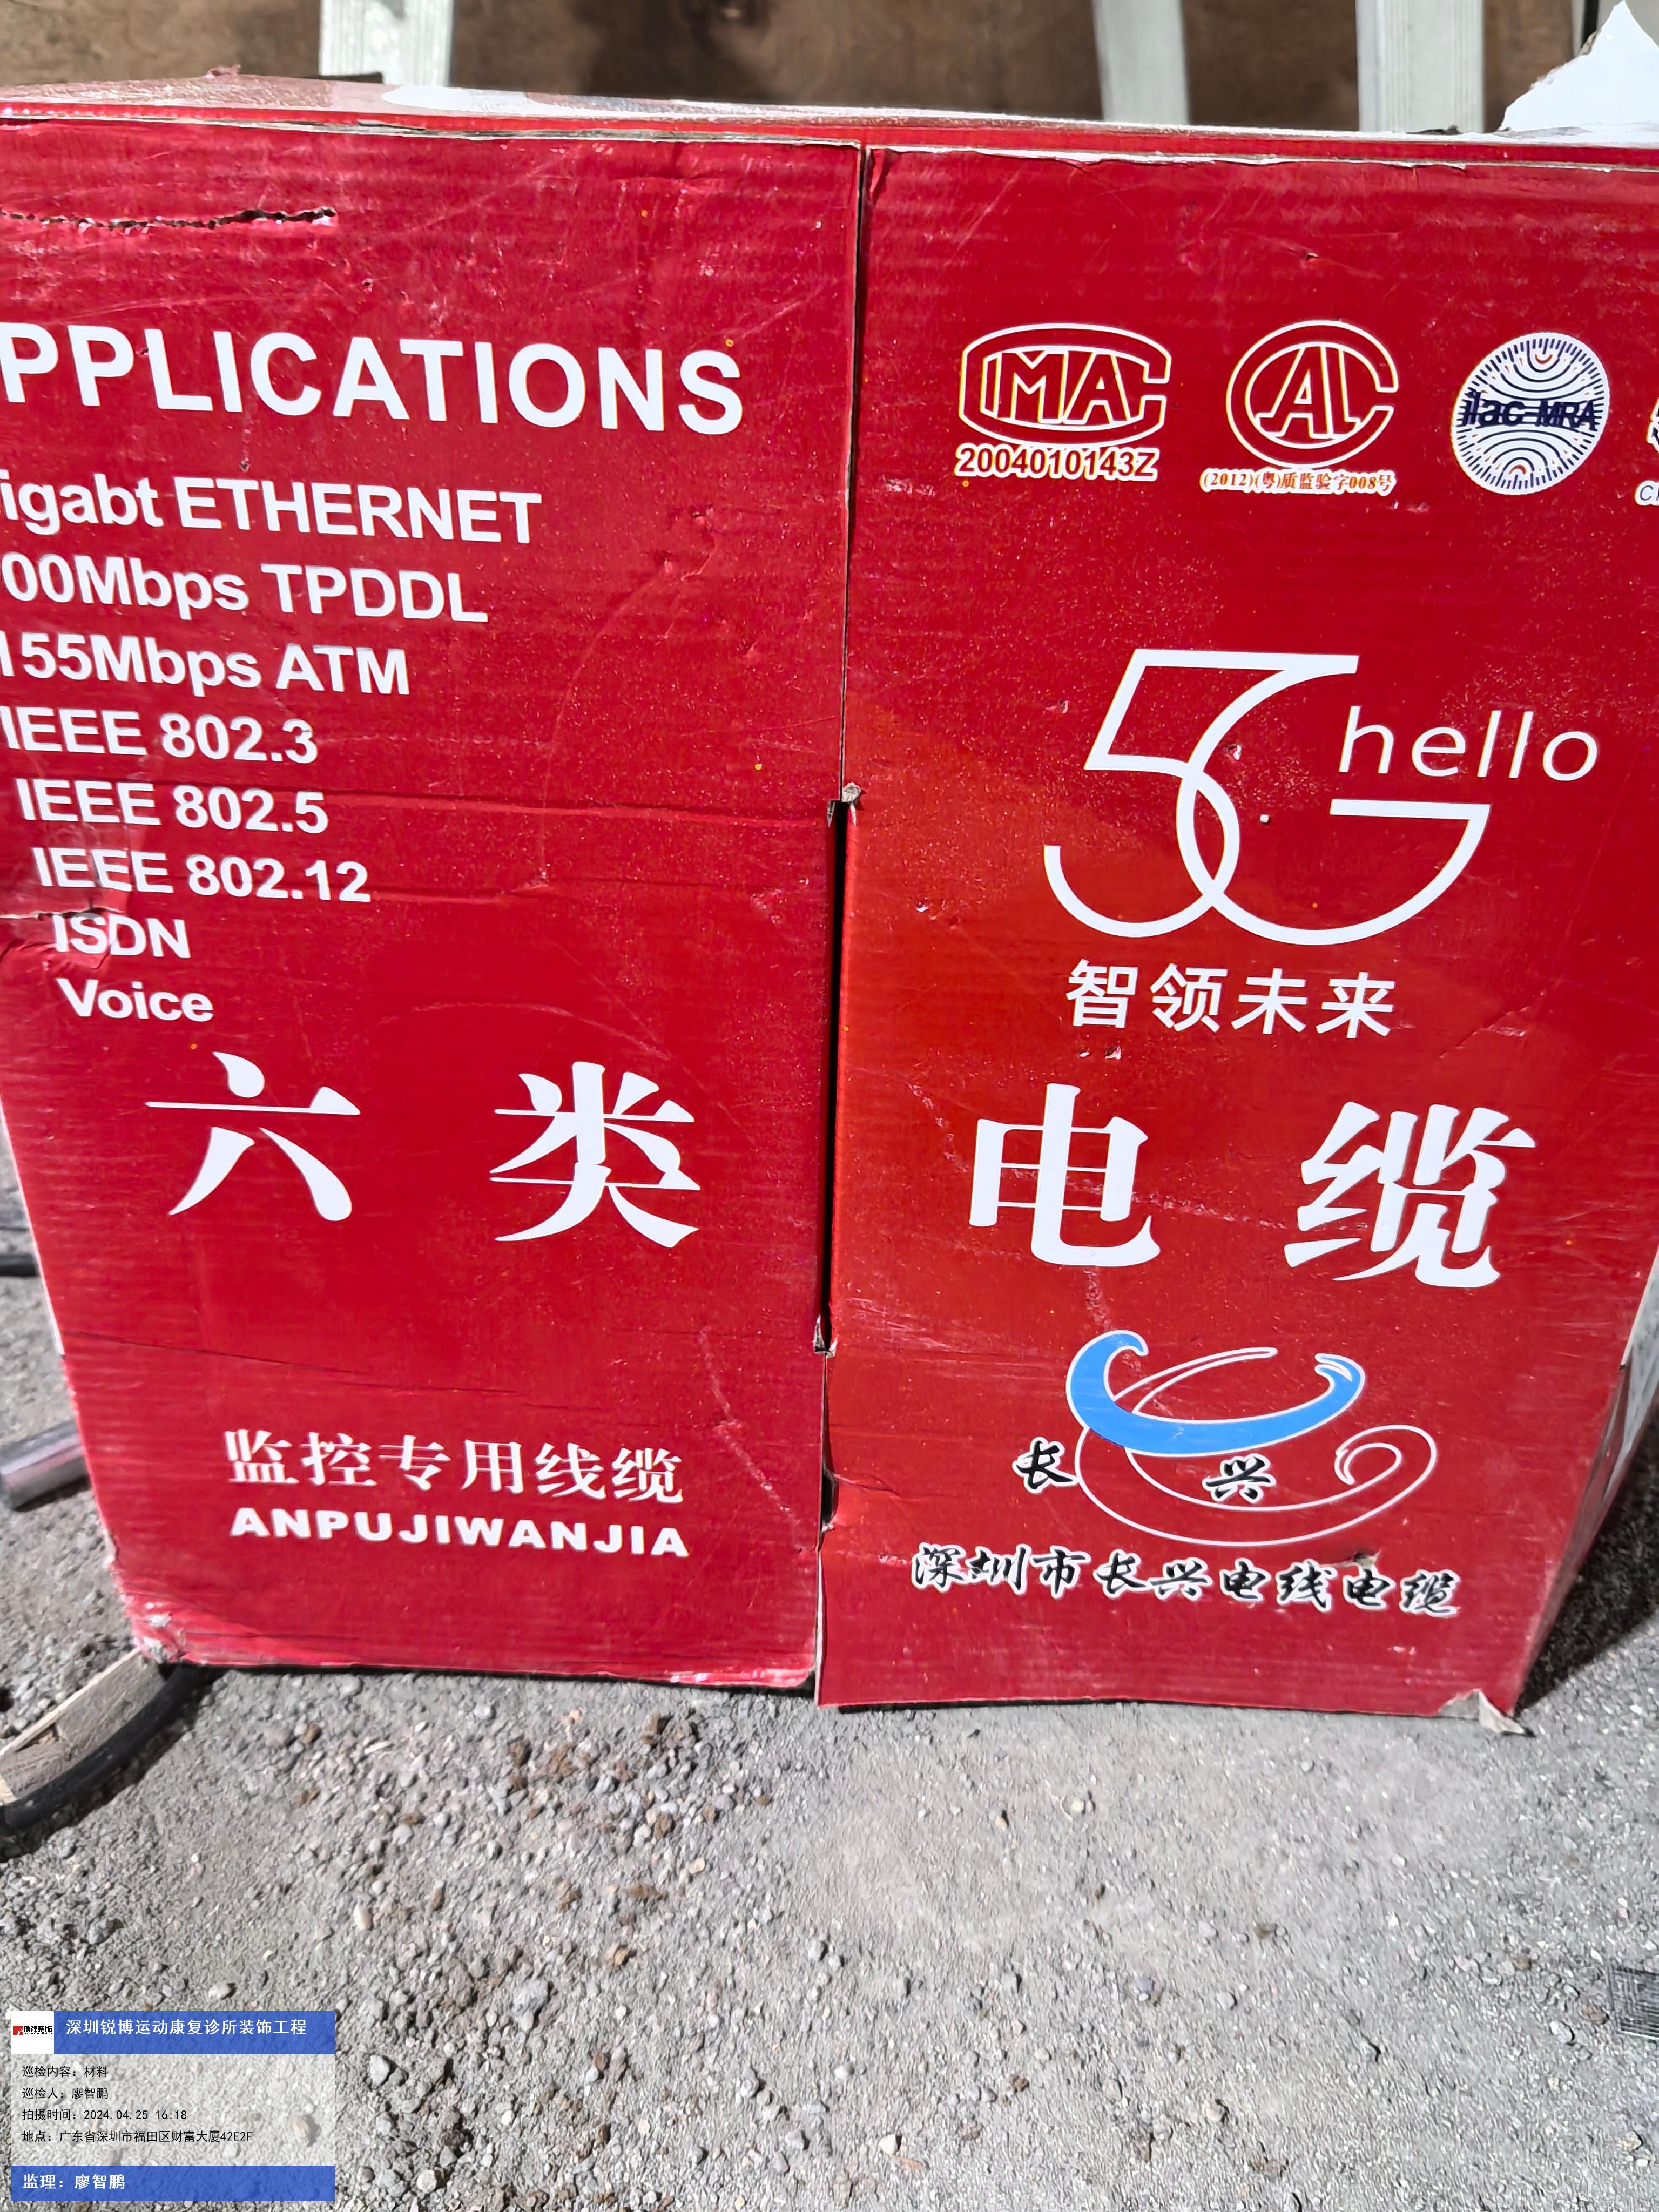 PPLICATIONS
igabt ETHERNET
00Mbps TPDDL
155Mbps ATM
IEEE 802.3
IEEE 802.5
IEEE 802.12
ISDN
Voice
六类
监控专用线缆
ANPUJIWANJIA
CMA
2004010143Z
CAL
(2012)(粤)质监验字008号
ilac-MRA
5G hello
智领未来
电缆
长兴
深圳市长兴电线电缆
深圳锐博运动康复诊所装饰工程
巡检内容：材料
巡检人：廖智鹏
拍摄时间：2024.04.25 16:18
地点：广东省深圳市福田区财富大厦42E2F
监理：廖智鹏